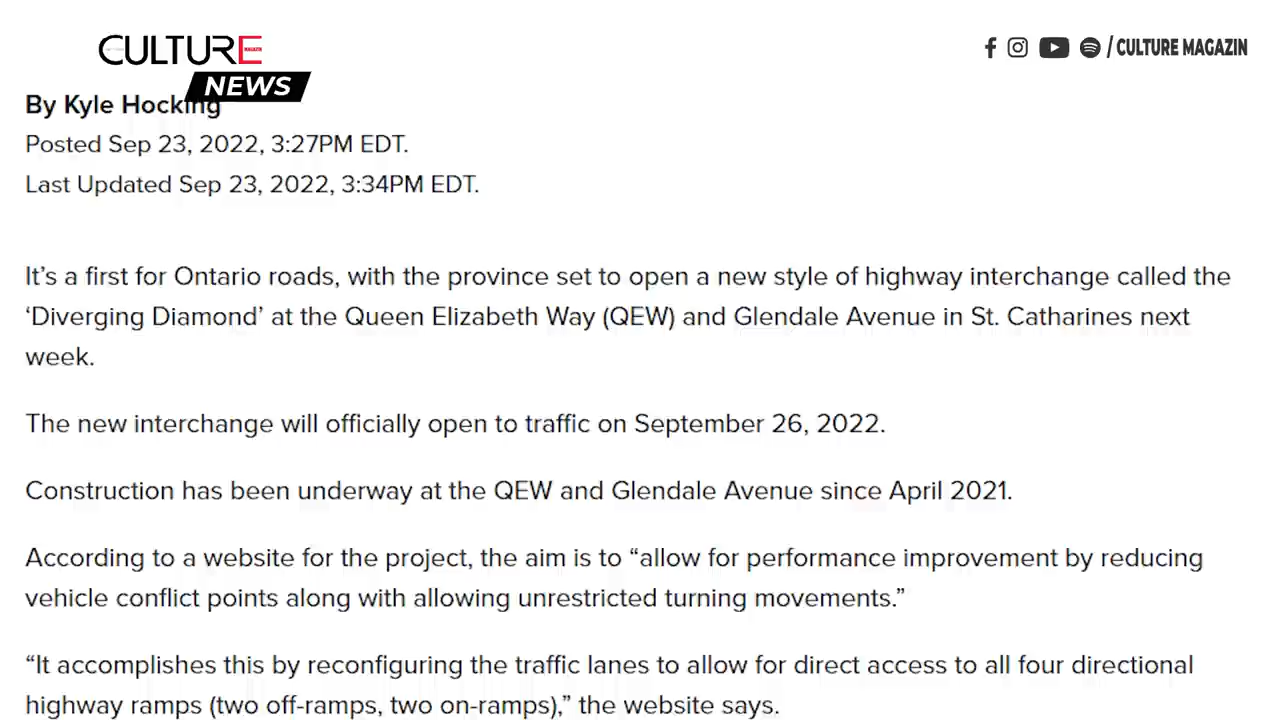 CULTURE
NEWS
/ CULTURE MAGAZIN
By Kyle Hocking
Posted Sep 23, 2022, 3:27PM EDT.
Last Updated Sep 23, 2022, 3:34PM EDT.
It’s a first for Ontario roads, with the province set to open a new style of highway interchange called the
‘Diverging Diamond’ at the Queen Elizabeth Way (QEW) and Glendale Avenue in St. Catharines next
week.
The new interchange will officially open to traffic on September 26, 2022.
Construction has been underway at the QEW and Glendale Avenue since April 2021.
According to a website for the project, the aim is to “allow for performance improvement by reducing
vehicle conflict points along with allowing unrestricted turning movements.”
“It accomplishes this by reconfiguring the traffic lanes to allow for direct access to all four directional
highway ramps (two off-ramps, two on-ramps),” the website says.